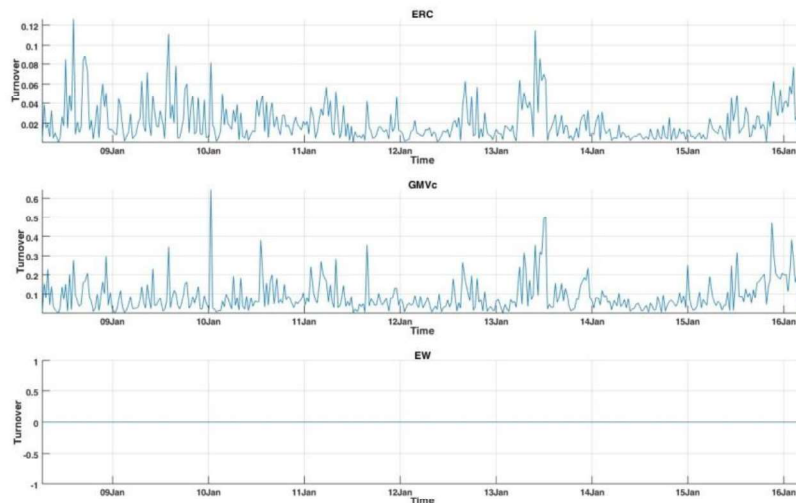 ERC
0.12
0.1
0.08
0.06
0.04
0.02
Turnover
09Jan 10Jan 11Jan 12Jan 13Jan 14Jan 15Jan 16Jan
Time
GMVc
0.6
0.5
0.4
0.3
0.2
0.1
Turnover
09Jan 10Jan 11Jan 12Jan 13Jan 14Jan 15Jan 16Jan
Time
EW
1
0.5
0
-0.5
-1
Turnover
09Jan 10Jan 11Jan 12Jan 13Jan 14Jan 15Jan 16Jan
Time